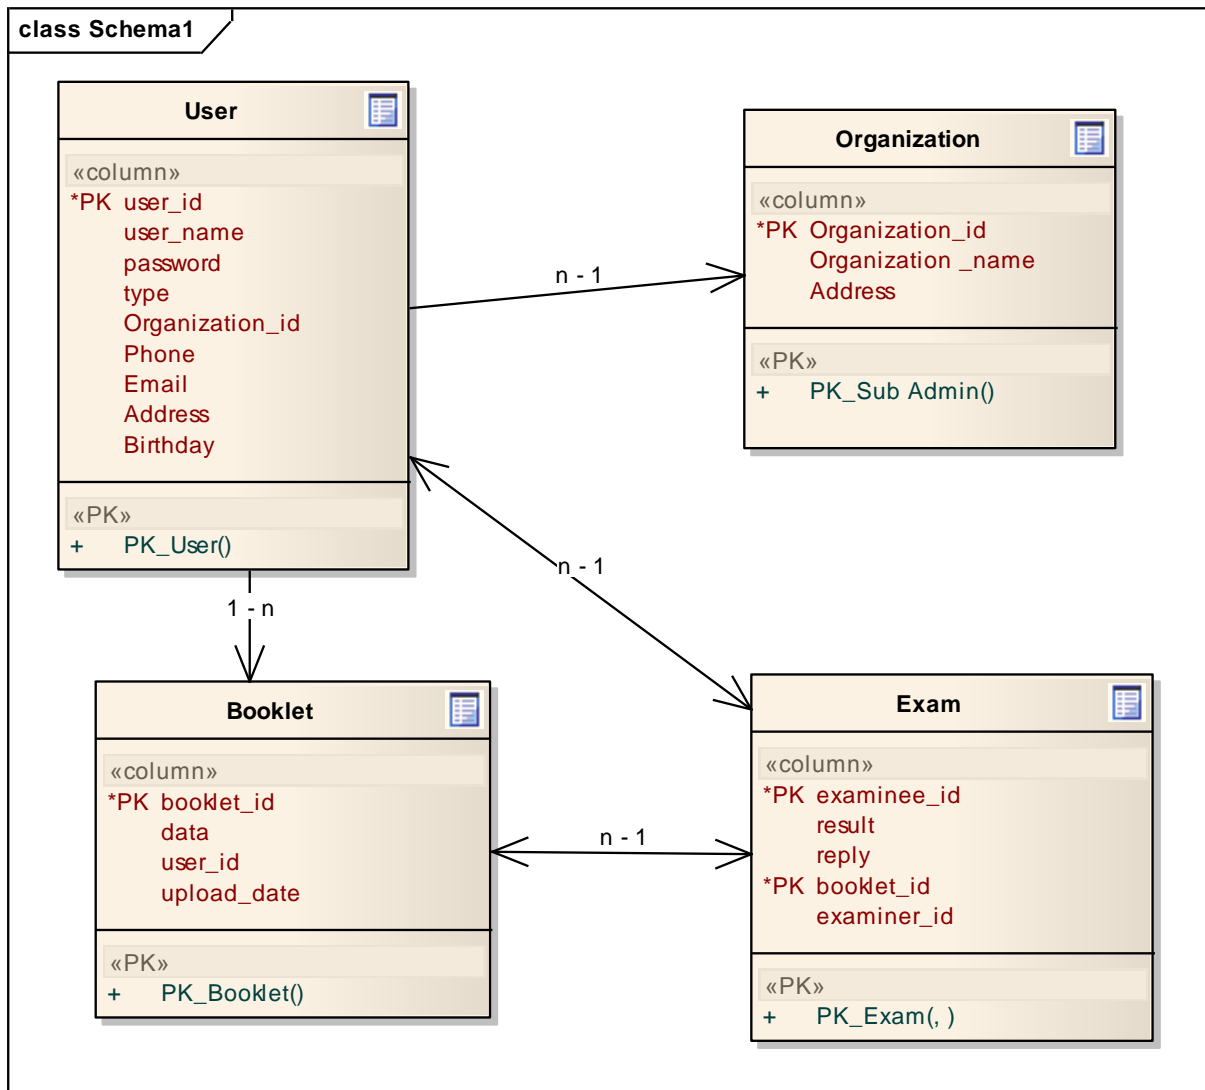 class Schema1
User
«column»
*PK user_id
user_name
password
type
Organization_id
Phone
Email
Address
Birthday
«PK»
+ PK_User()
n - 1
Organization
«column»
*PK Organization_id
Organization _name
Address
«PK»
+ PK_Sub Admin()
n - 1
1 - n
Booklet
«column»
*PK booklet_id
data
user_id
upload_date
«PK»
+ PK_Booklet()
n - 1
Exam
«column»
*PK examinee_id
result
reply
*PK booklet_id
examiner_id
«PK»
+ PK_Exam(, )